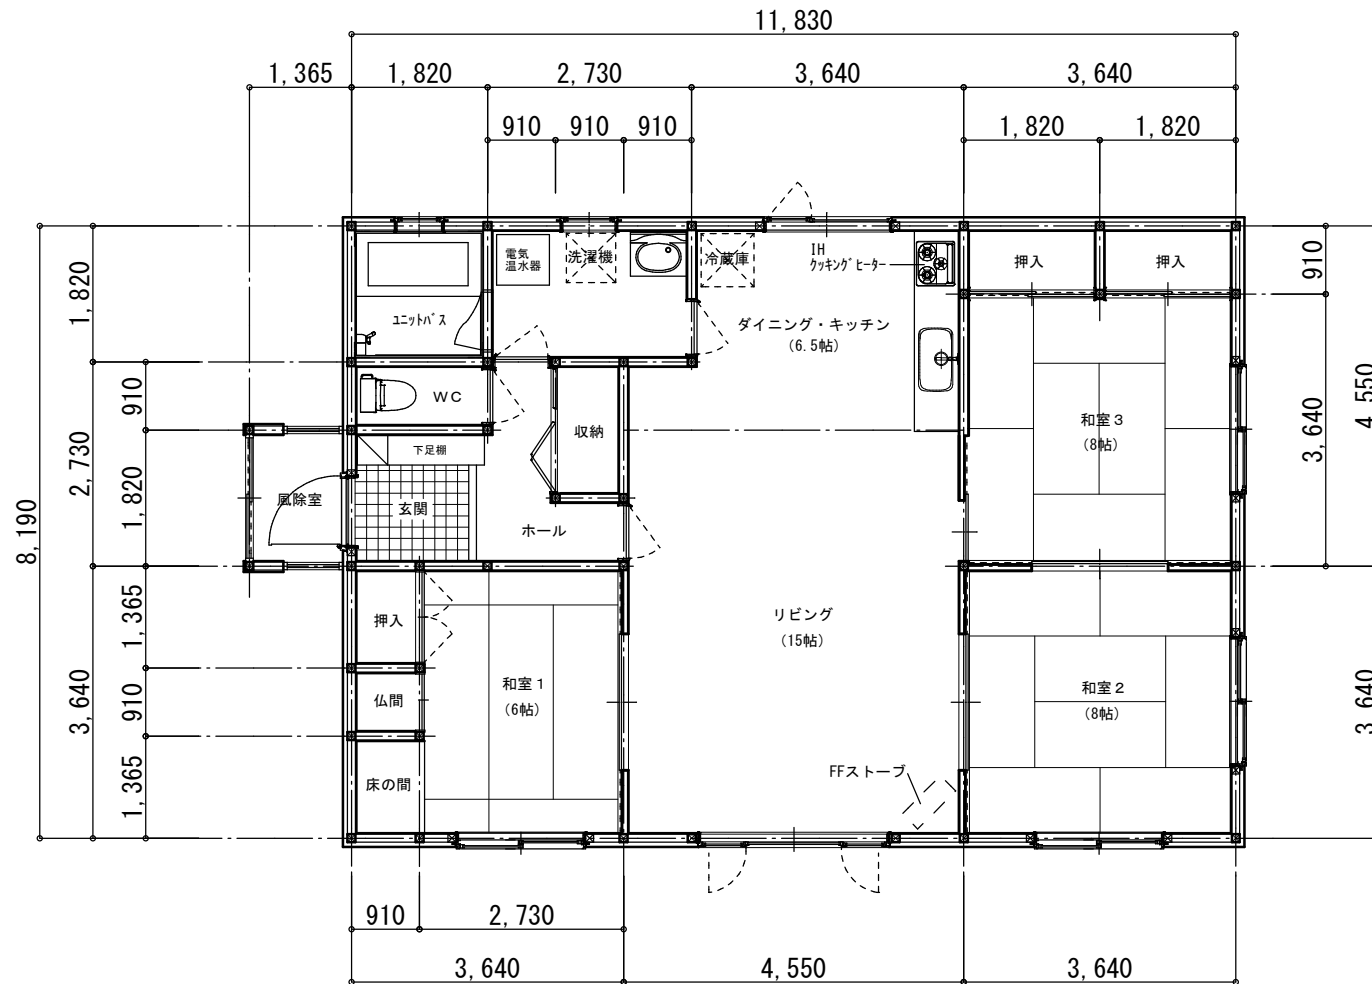 11,830
1,365
1,820
2,730
3,640
3,640
910
910
910
1,820
1,820
8,190
1,820
2,730
3,640
910
1,820
1,365
910
1,365
電気
温水器
洗濯機
冷蔵庫
IH
クッキングヒーター
押入
押入
ユニットバス
ダイニング・キッチン
(6.5帖)
WC
収納
下足棚
風除室
玄関
ホール
和室3
(8帖)
押入
仏間
床の間
和室1
(6帖)
リビング
(15帖)
FFストーブ
和室2
(8帖)
910
3,640
4,550
3,640
910
2,730
3,640
4,550
3,640